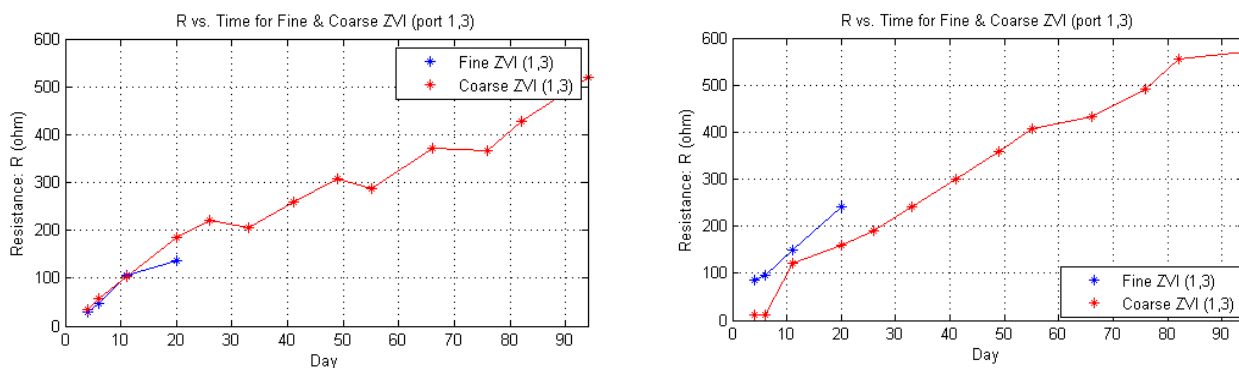 R vs. Time for Fine & Coarse ZVI (port 1,3)
600
500
400
300
200
100
0
Resistance: R (ohm)
Fine ZVI (1,3)
Coarse ZVI (1,3)
0 10 20 30 40 50 60 70 80 90
Day
R vs. Time for Fine & Coarse ZVI (port 1,3)
600
500
400
300
200
100
0
Resistance: R (ohm)
Fine ZVI (1,3)
Coarse ZVI (1,3)
0 10 20 30 40 50 60 70 80 90
Day